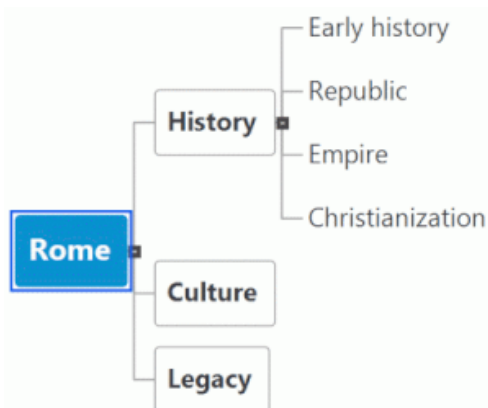 Rome
History
Early history
Republic
Empire
Christianization
Culture
Legacy